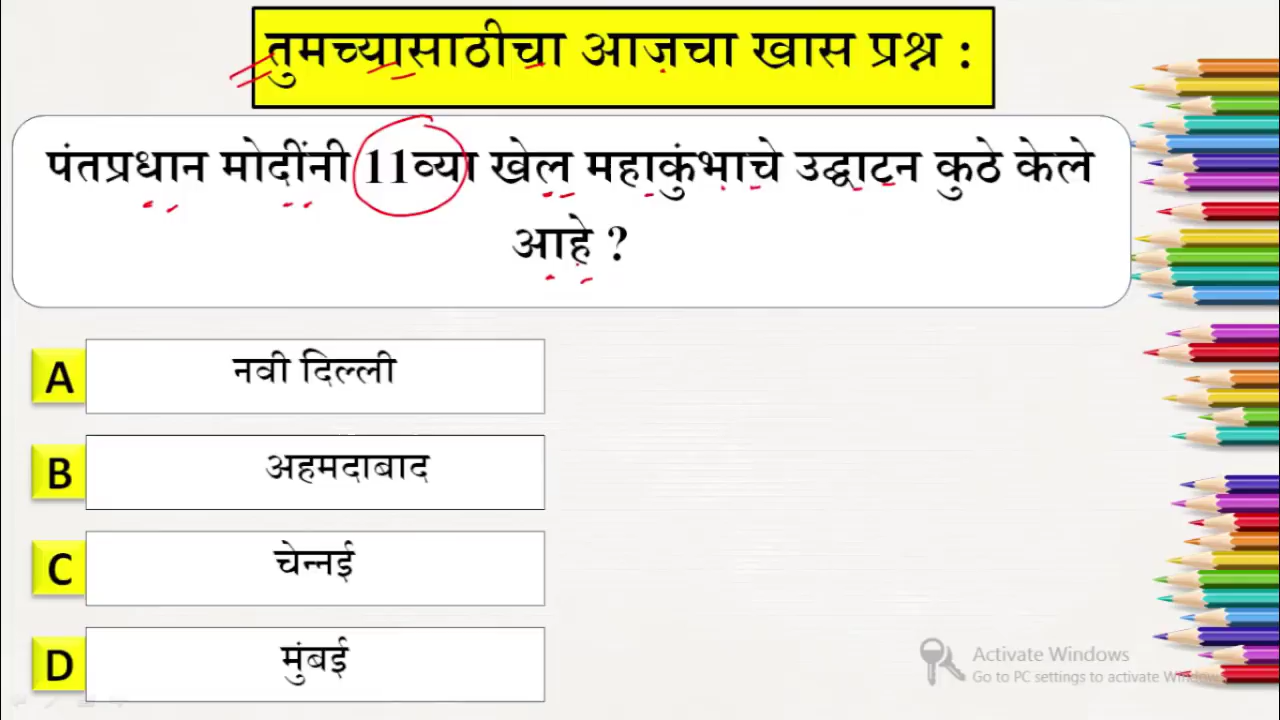 तुमच्यासाठीचा आजचा खास प्रश्न :
पंतप्रधान मोदींनी 11व्या खेल महाकुंभाचे उद्घाटन कुठे केले
आहे ?
A नवी दिल्ली
B अहमदाबाद
C चेन्नई
D मुंबई
Activate Windows
Go to PC settings to activate Windows.